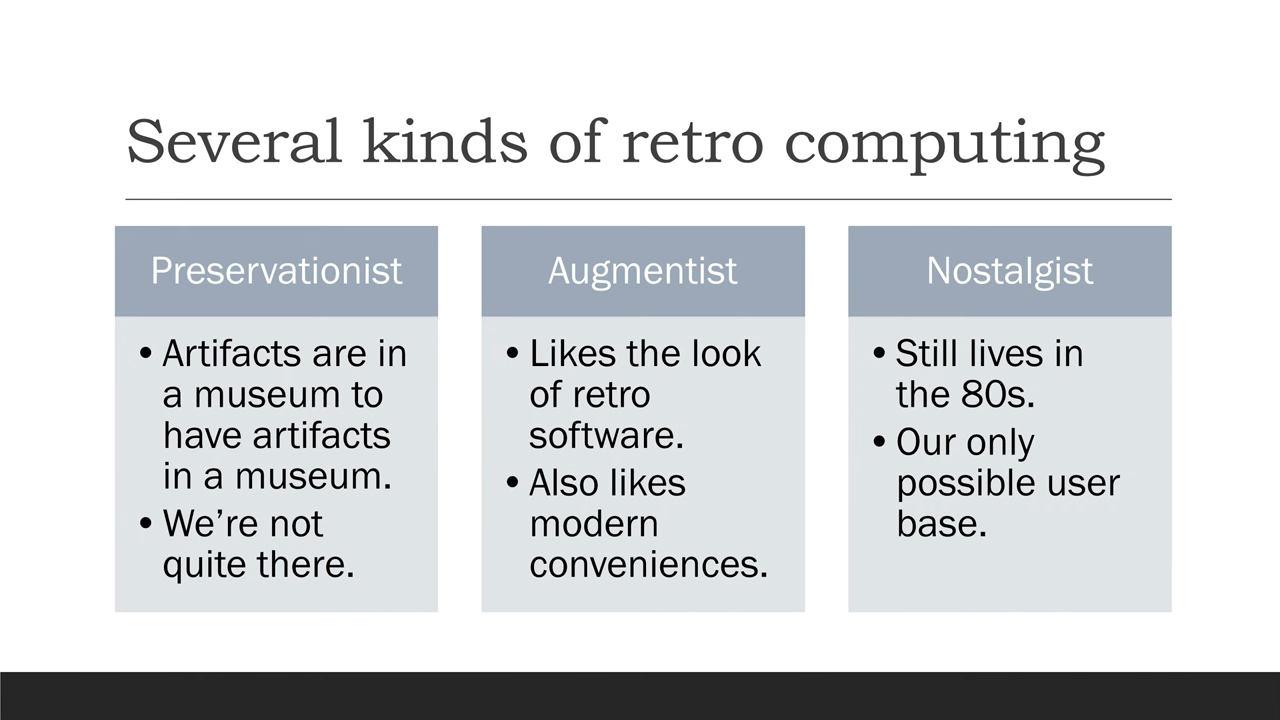 Several kinds of retro computing
Preservationist
• Artifacts are in
a museum to
have artifacts
in a museum.
• We’re not
quite there.
Augmentist
• Likes the look
of retro
software.
• Also likes
modern
conveniences.
Nostalgist
• Still lives in
the 80s.
• Our only
possible user
base.